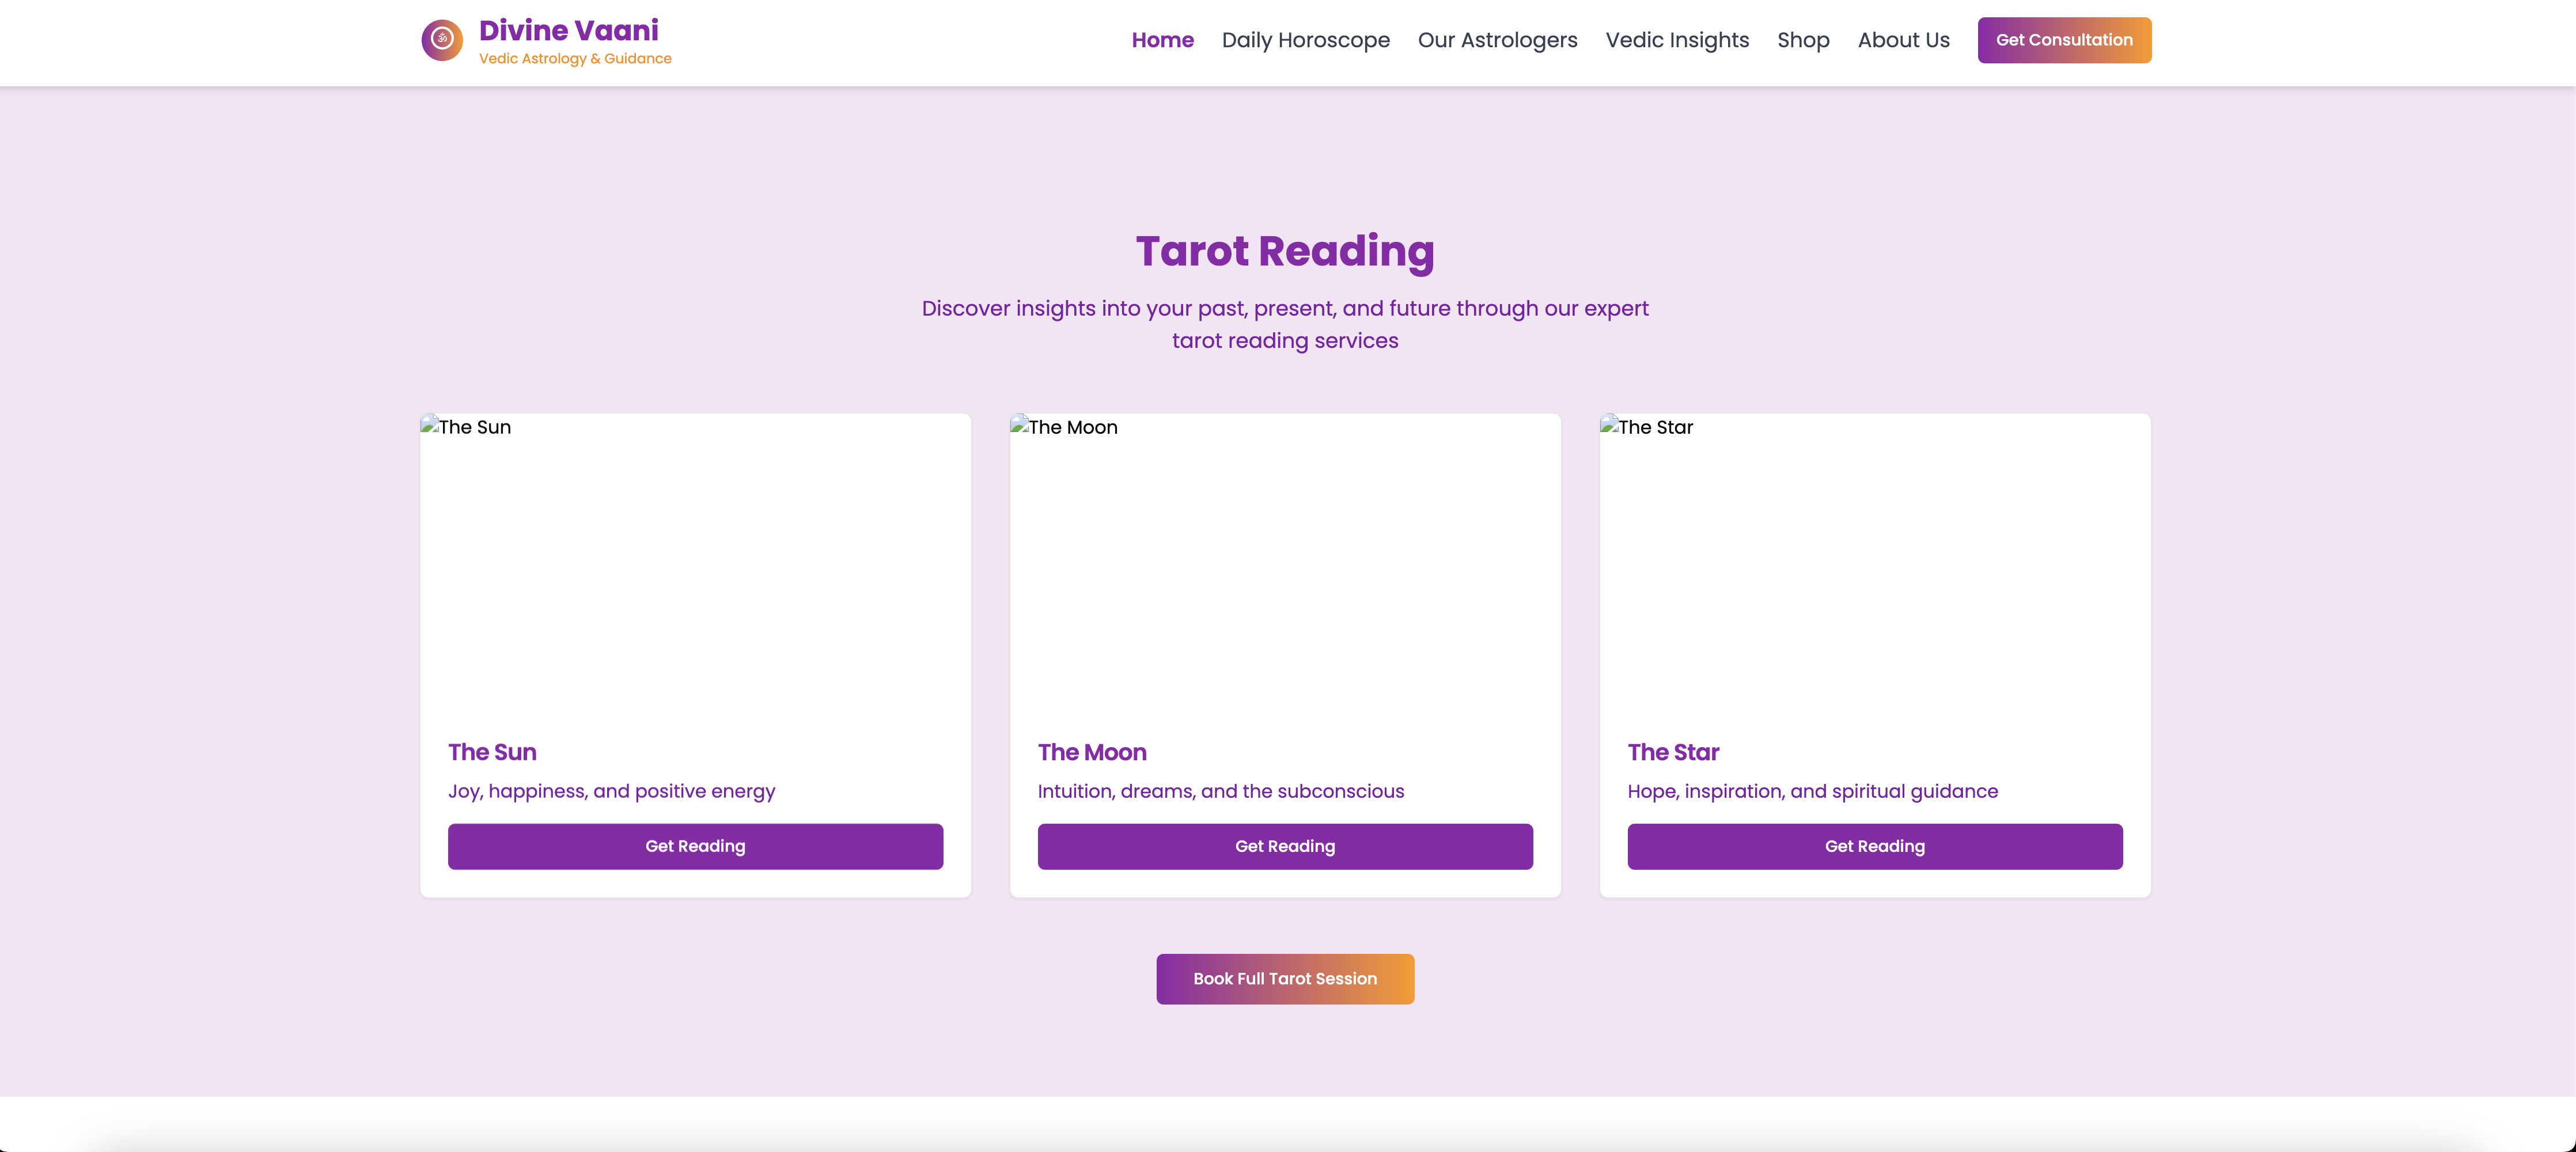 ॐ
Divine Vaani
Vedic Astrology & Guidance
Home
Daily Horoscope
Our Astrologers
Vedic Insights
Shop
About Us
Get Consultation
Tarot Reading
Discover insights into your past, present, and future through our expert
tarot reading services
The Sun
The Moon
The Star
The Sun
Joy, happiness, and positive energy
Get Reading
The Moon
Intuition, dreams, and the subconscious
Get Reading
The Star
Hope, inspiration, and spiritual guidance
Get Reading
Book Full Tarot Session